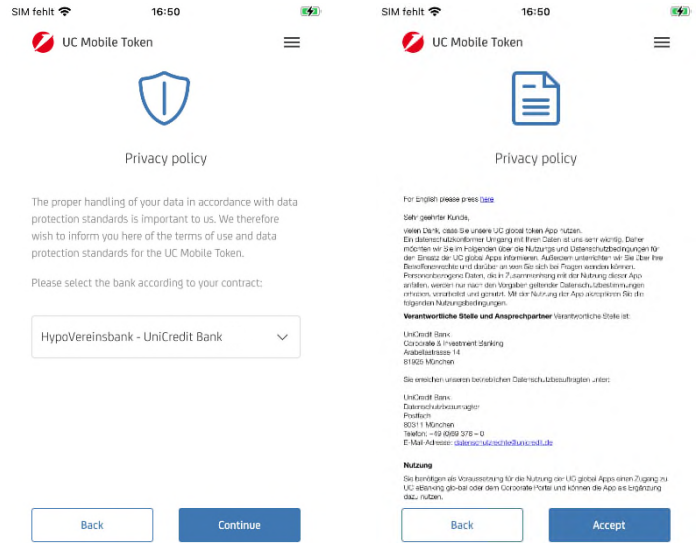 SIM fehlt 16:50
UC Mobile Token
Privacy policy
The proper handling of your data in accordance with data
protection standards is important to us. We therefore
wish to inform you here of the terms of use and data
protection standards for the UC Mobile Token.
Please select the bank according to your contract:
HypoVereinsbank - UniCredit Bank
Back Continue
SIM fehlt 16:50
UC Mobile Token
Privacy policy
For English please press here
Sehr geehrter Kunde,
vielen Dank, dass Sie unsere UC global token App nutzen.
Ein datenschutzkonformer Umgang mit Ihren Daten ist uns sehr wichtig. Daher
möchten wir Sie im Folgenden über die Nutzungs und Datenschutzbedingungen für
den Einsatz der UC global Apps informieren. Außerdem unterrichten wir Sie über Ihre
Betroffenenrechte und darüber an wen Sie sich bei Fragen wenden können.
Personenbezogene Daten, die in Zusammenhang mit der Nutzung dieser App
anfallen, werden nur nach den Vorgaben geltender Datenschutzbestimmungen
erhoben, verarbeitet und genutzt. Mit der Nutzung der App akzeptieren Sie die
folgenden Nutzungsbedingungen.
Verantwortliche Stelle und Ansprechpartner Verantwortliche Stelle ist:
UniCredit Bank
Corporate & Investment Banking
Arabellastrasse 14
81925 München
Sie erreichen unseren betrieblichen Datenschutzbeauftragten unter:
UniCredit Bank
Datenschutzbeauftragter
Postfach
80311 München
Telefon: +49 (0)89 378 – 0
E-Mail-Adresse: datenschutzrechte@unicredit.de
Nutzung
Sie benötigen als Voraussetzung für die Nutzung der UC global Apps einen Zugang zu
UC eBanking glo-bal oder dem Corporate Portal und können die App als Ergänzung
dazu nutzen.
Back Accept